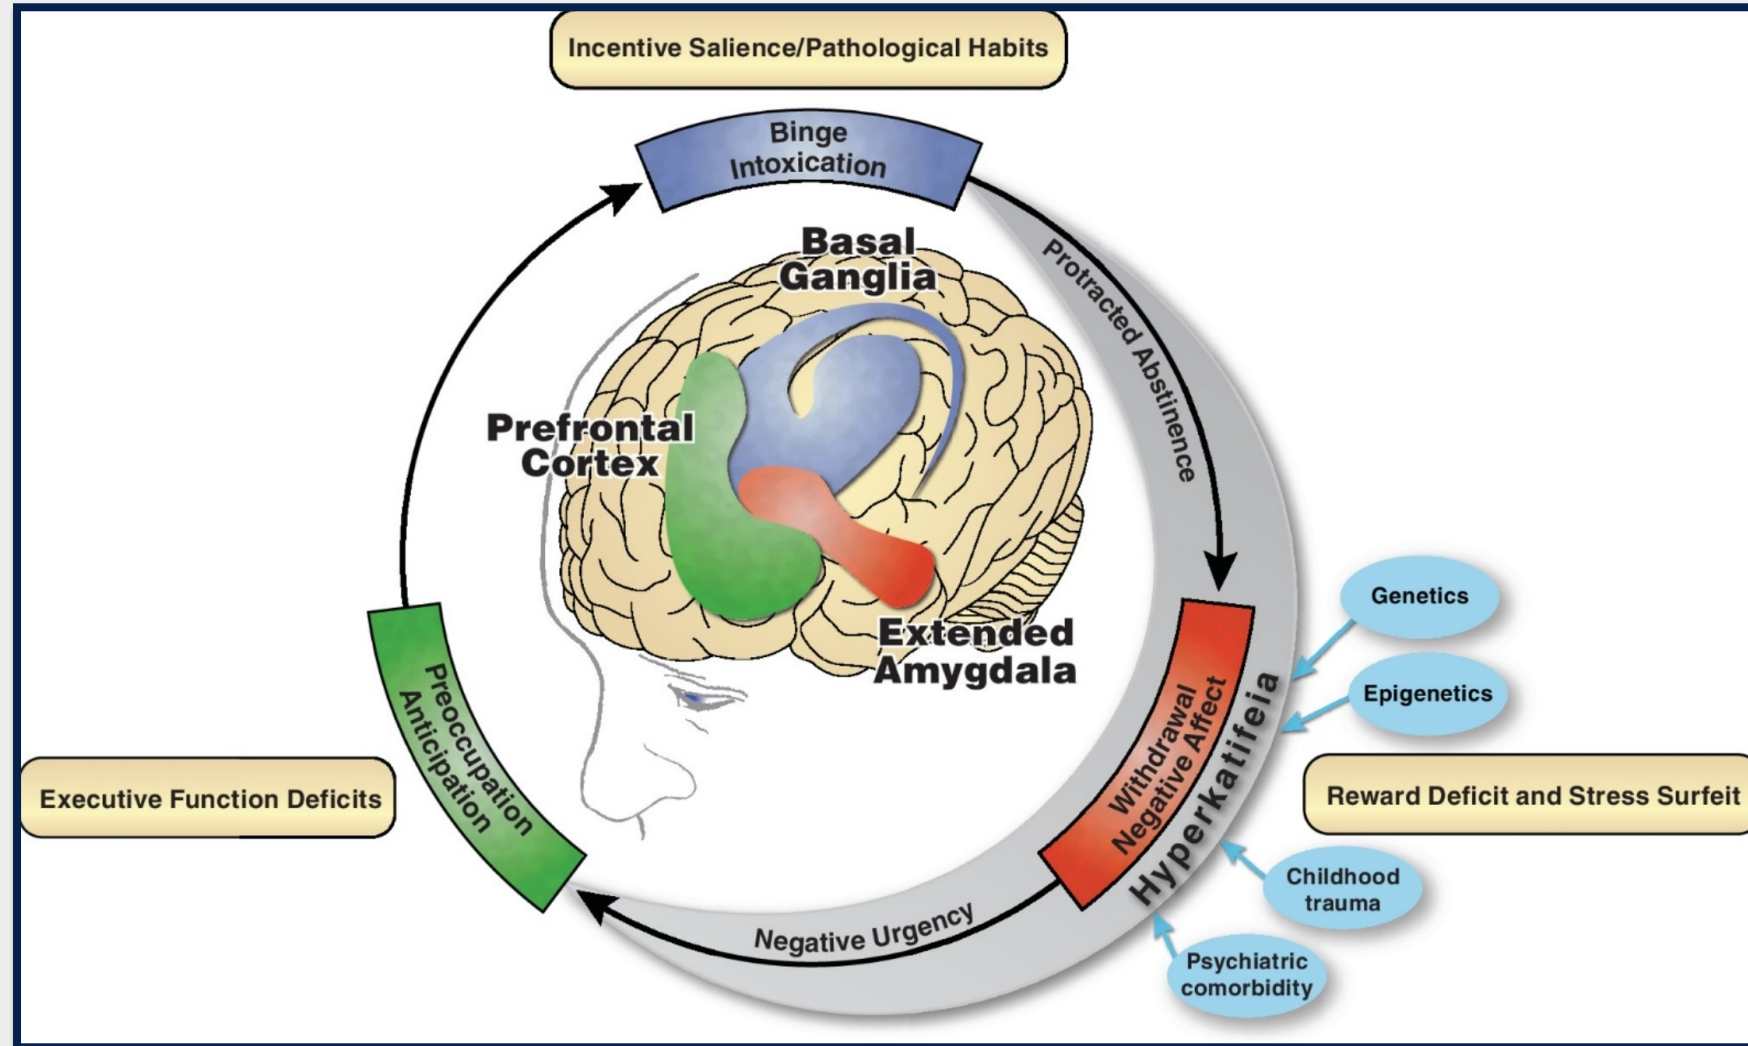 Incentive Salience/Pathological Habits
Binge
Intoxication
Basal
Ganglia
Protracted Abstinence
Prefrontal
Cortex
Genetics
Extended
Amygdala
Epigenetics
Preoccupation
Anticipation
Withdrawal
Negative Affect
Hyperkatifeia
Executive Function Deficits
Reward Deficit and Stress Surfeit
Childhood
trauma
Negative Urgency
Psychiatric
comorbidity